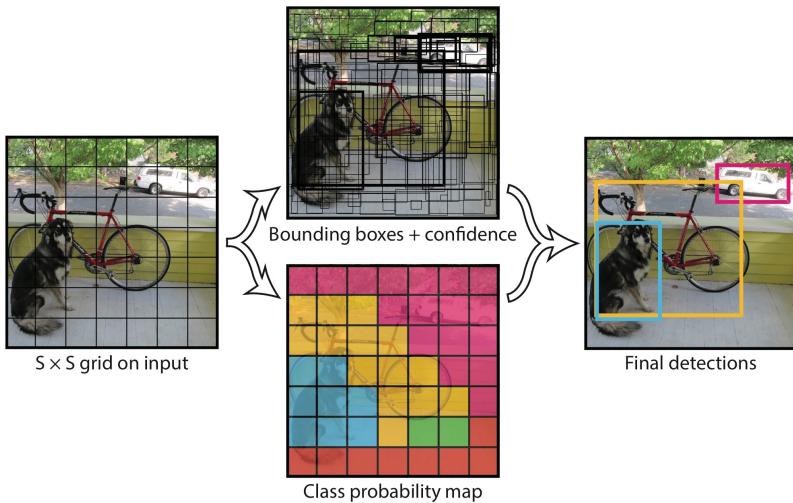 S × S grid on input
Bounding boxes + confidence
Class probability map
Final detections